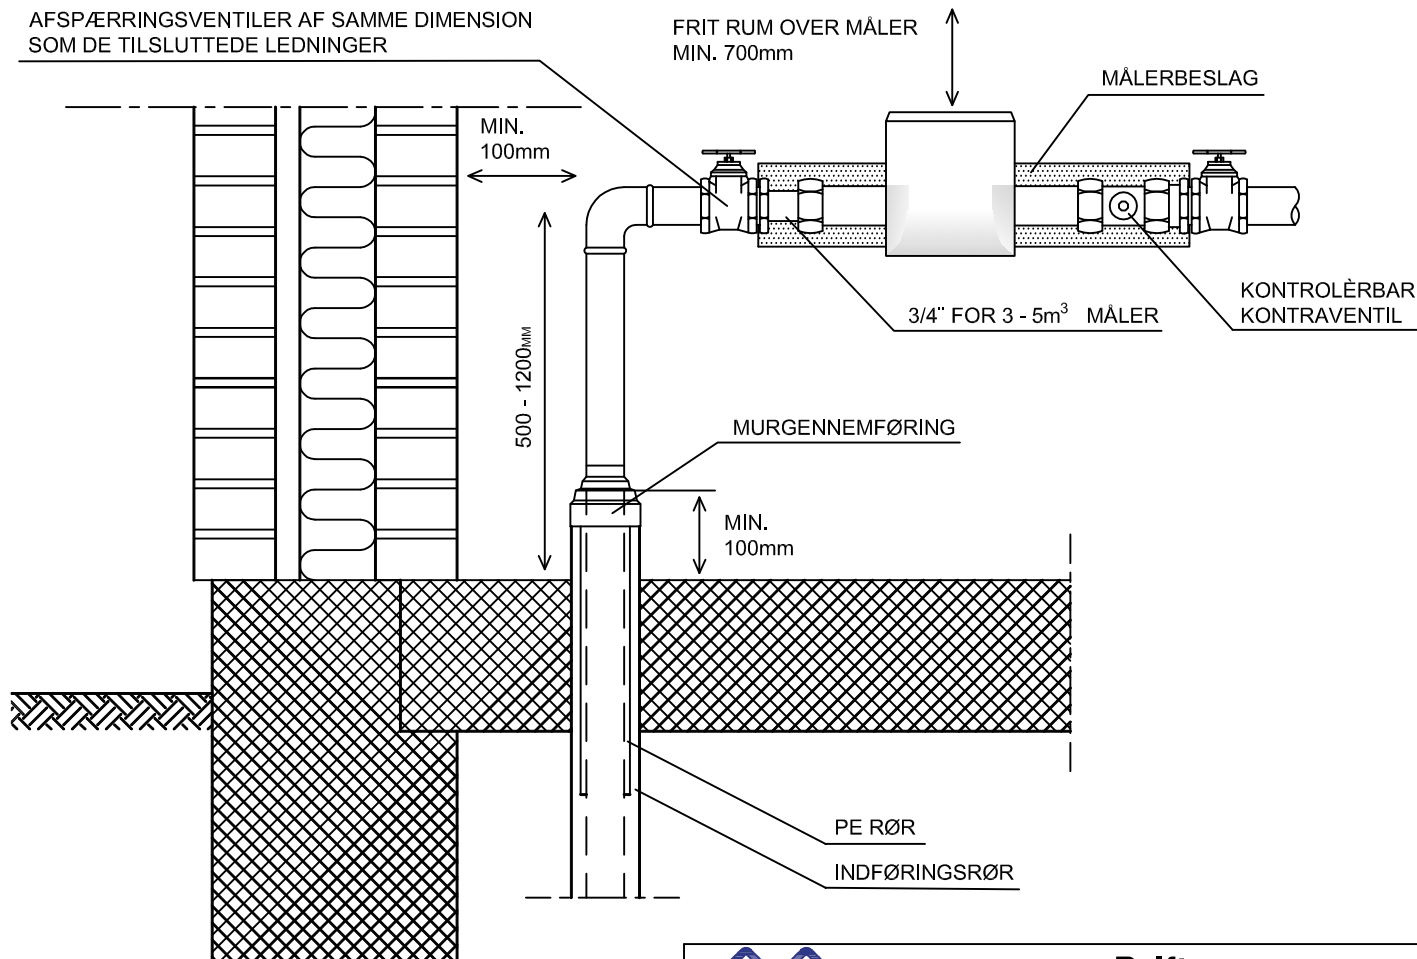 AFSPÆRRINGSVENTILER AF SAMME DIMENSION
SOM DE TILSLUTTEDE LEDNINGER
FRIT RUM OVER MÅLER
MIN. 700mm
MÅLERBESLAG
MIN.
100mm
KONTROLÈRBAR
KONTRAVENTIL
3/4" FOR 3 - 5m³ MÅLER
500 - 1200MM
MURGENNEMFØRING
MIN.
100mm
PE RØR
INDFØRINGSRØR